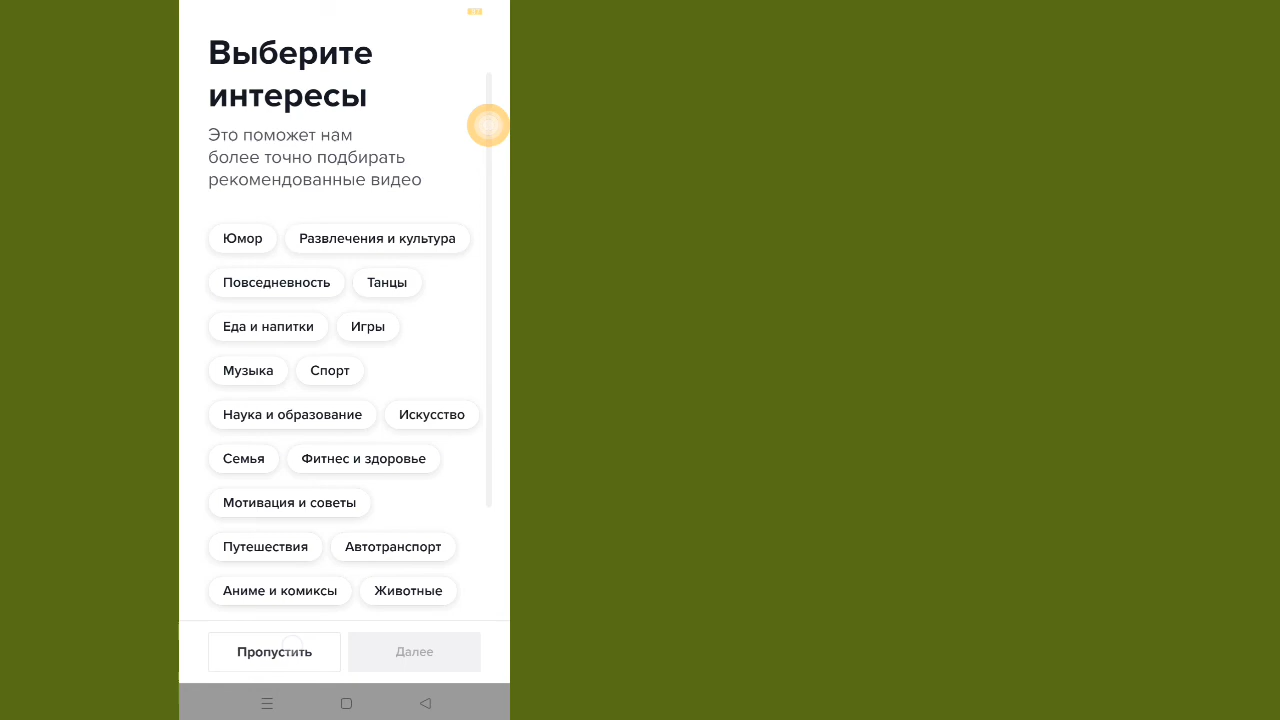 Выберите
интересы
Это поможет нам
более точно подбирать
рекомендованные видео
Юмор Развлечения и культура
Повседневность Танцы
Еда и напитки Игры
Музыка Спорт
Наука и образование Искусство
Семья Фитнес и здоровье
Мотивация и советы
Путешествия Автотранспорт
Аниме и комиксы Животные
Пропустить Далее